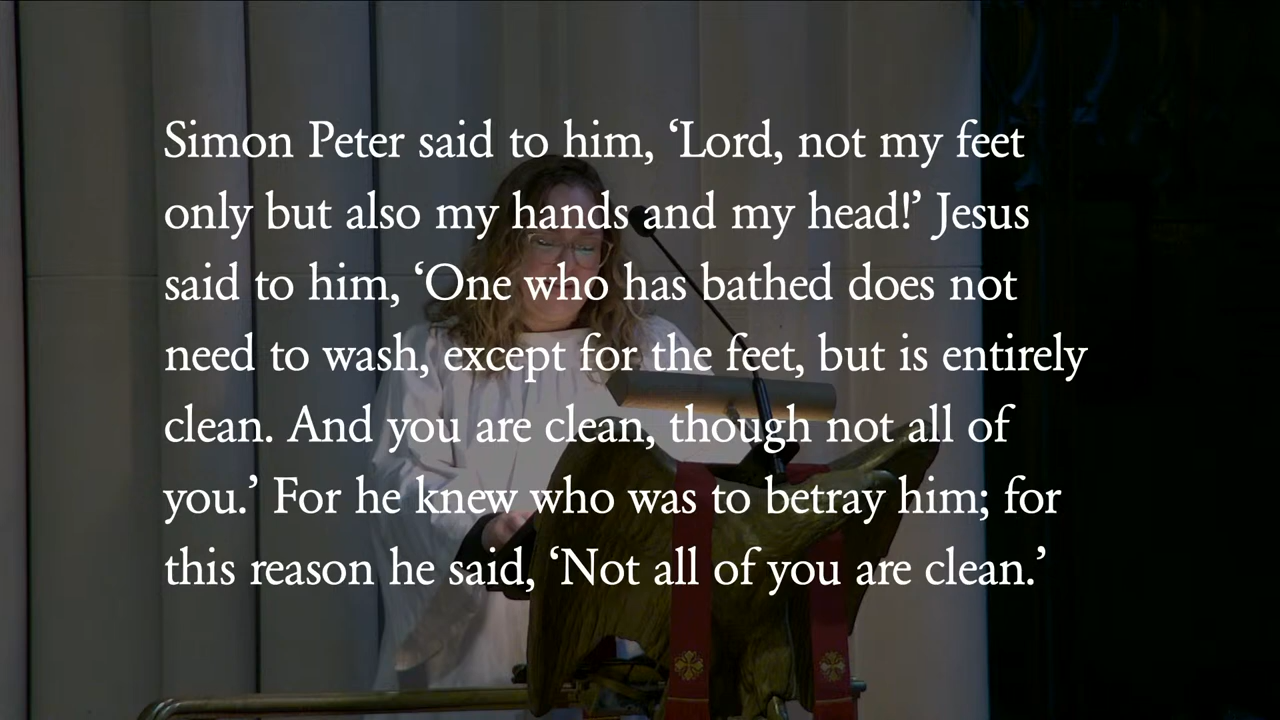 Simon Peter said to him, ‘Lord, not my feet
only but also my hands and my head!’ Jesus
said to him, ‘One who has bathed does not
need to wash, except for the feet, but is entirely
clean. And you are clean, though not all of
you.’ For he knew who was to betray him; for
this reason he said, ‘Not all of you are clean.’